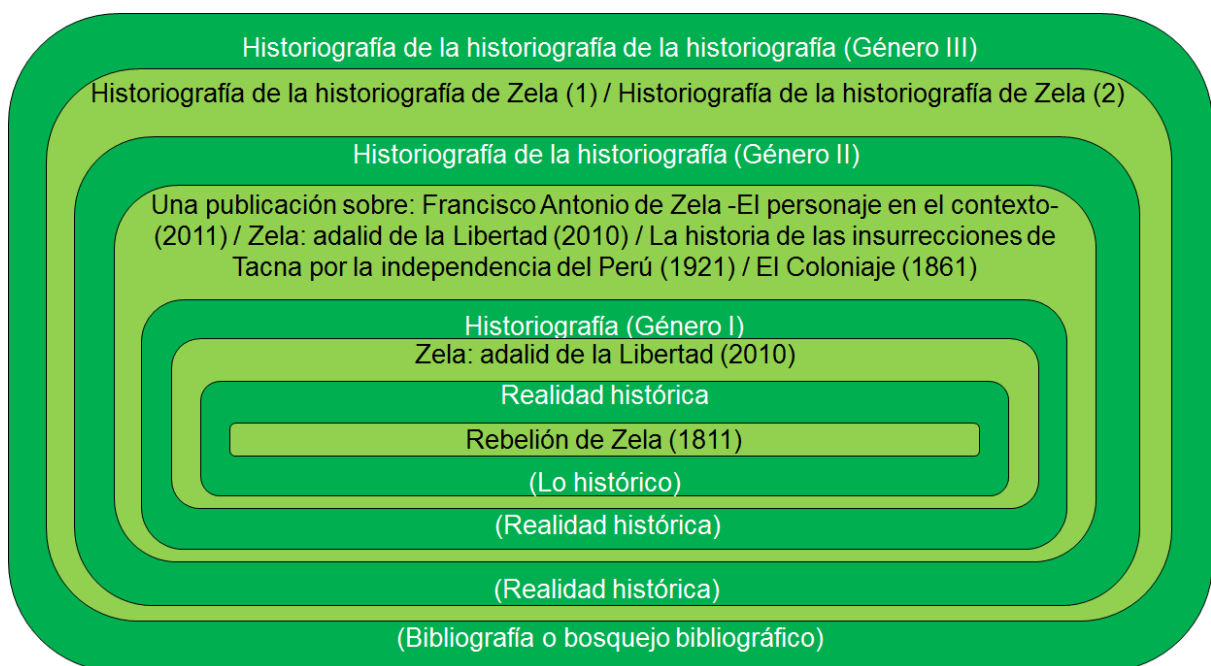 Historiografía de la historiografía de la historiografía (Género III)
Historiografía de la historiografía de Zela (1) / Historiografía de la historiografía de Zela (2)
Historiografía de la historiografía (Género II)
Una publicación sobre: Francisco Antonio de Zela -El personaje en el contexto-
(2011) / Zela: adalid de la Libertad (2010) / La historia de las insurrecciones de
Tacna por la independencia del Perú (1921) / El Coloniaje (1861)
Historiografía (Género I)
Zela: adalid de la Libertad (2010)
Realidad histórica
Rebelión de Zela (1811)
(Lo histórico)
(Realidad histórica)
(Realidad histórica)
(Bibliografía o bosquejo bibliográfico)